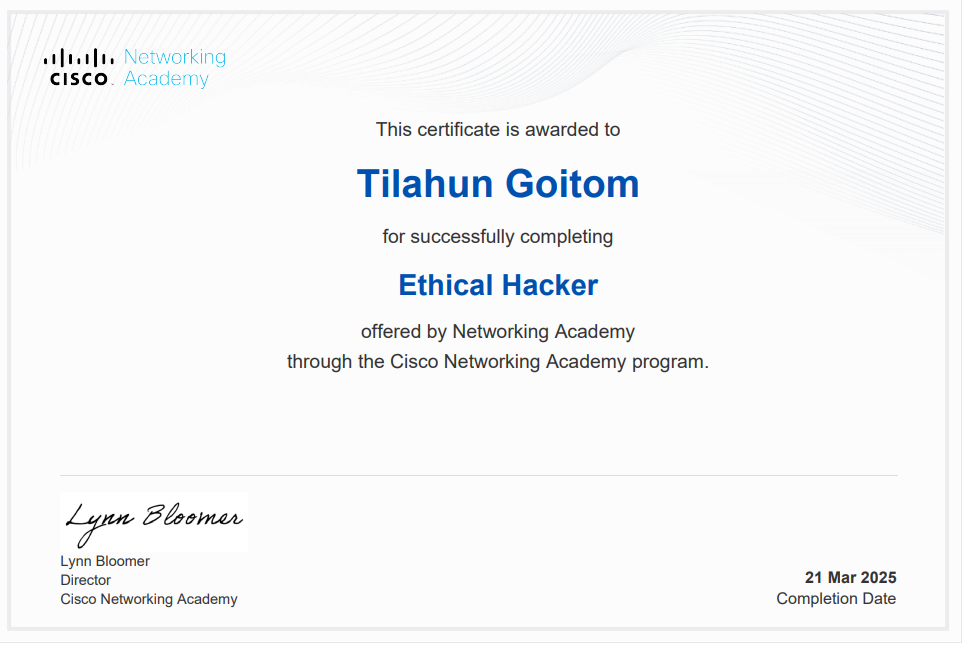 Networking
CISCO. Academy
This certificate is awarded to
Tilahun Goitom
for successfully completing
Ethical Hacker
offered by Networking Academy
through the Cisco Networking Academy program.
Lynn Bloomer
Lynn Bloomer
Director
Cisco Networking Academy
21 Mar 2025
Completion Date